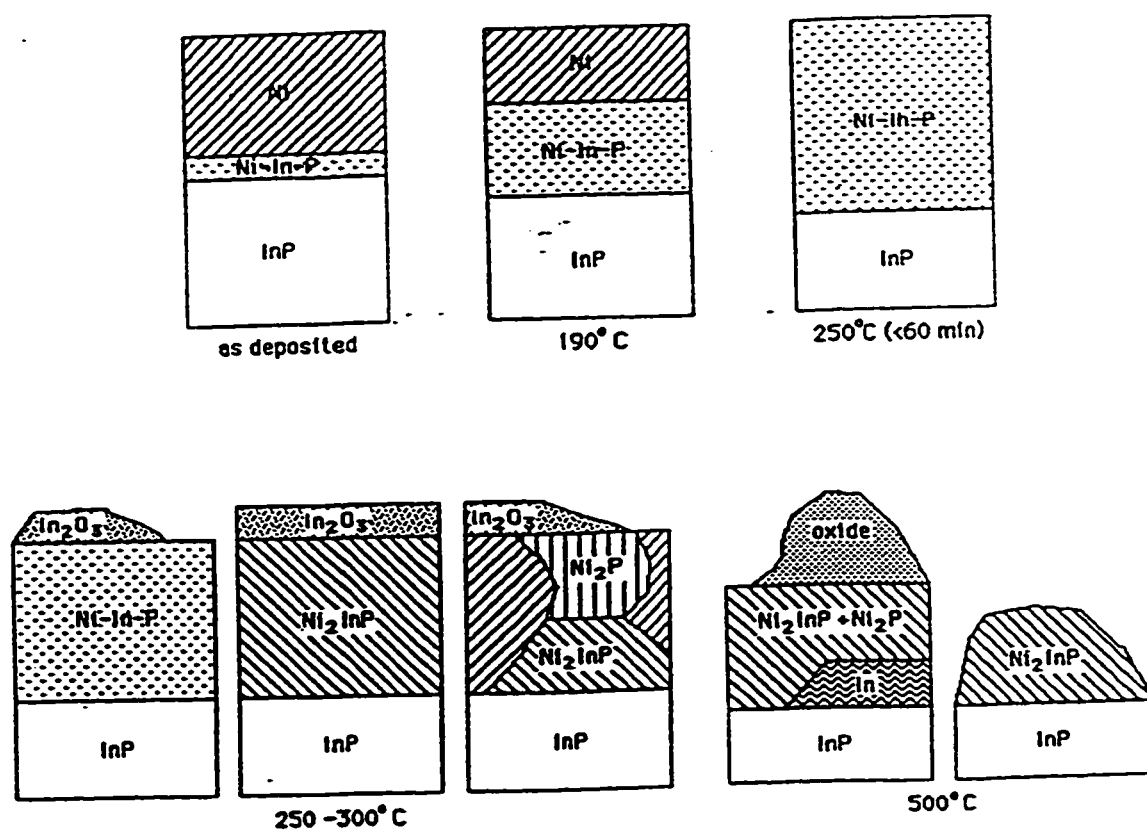 Ni
Ni-In-P
InP
as deposited
Ni
Ni-In-P
InP
190°C
Ni-In-P
InP
250°C (<60 min)
In₂O₃
Ni-In-P
InP
In₂O₃
Ni₂InP
InP
In₂O₃
Ni₂P
Ni₂InP
InP
250-300°C
oxide
Ni₂InP+Ni₂P
In
InP
Ni₂InP
InP
500°C